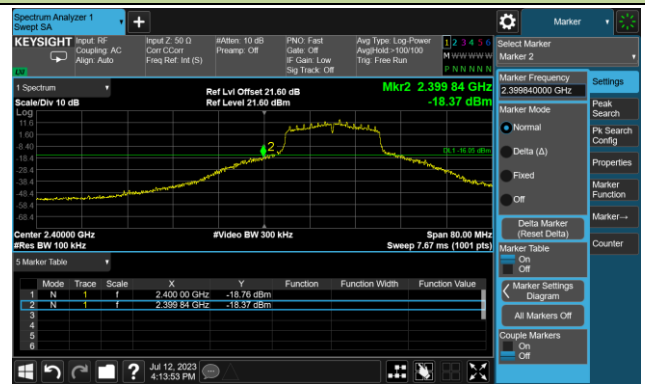 Spectrum Analyzer 1
Swept SA
Marker
KEYSIGHT
Input: RF
Coupling: AC
Align: Auto
Input Z: 50 Ω
Corr CCorr
Freq Ref: Int (S)
#Atten: 10 dB
Preamp: Off
PNO: Fast
Gate: Off
IF Gain: Low
Sig Track: Off
Avg Type: Log-Power
Avg|Hold:>100/100
Trig: Free Run
1 2 3 4 5 6
M W W W W W
P N N N N N
LXI
Select Marker
Marker 2
1 Spectrum
Scale/Div 10 dB
Log
Ref Lvl Offset 21.60 dB
Ref Level 21.60 dBm
Mkr2 2.399 84 GHz
-18.37 dBm
11.6
1.60
-8.40
-18.4
-28.4
-38.4
-48.4
-58.4
-68.4
2
DL1 -16.05 dBm
Center 2.40000 GHz
#Res BW 100 kHz
#Video BW 300 kHz
Span 80.00 MHz
Sweep 7.67 ms (1001 pts)
5 Marker Table
Mode Trace Scale X Y Function Function Width Function Value
1 N 1 f 2.400 00 GHz -18.76 dBm
2 N 1 f 2.399 84 GHz -18.37 dBm
3
4
5
6
Marker Frequency
2.399840000 GHz
Marker Mode
Normal
Delta (Δ)
Fixed
Off
Delta Marker
(Reset Delta)
Marker Table
On
Off
Marker Settings
Diagram
All Markers Off
Couple Markers
On
Off
Settings
Peak
Search
Pk Search
Config
Properties
Marker
Function
Marker→
Counter
?
Jul 12, 2023
4:13:53 PM